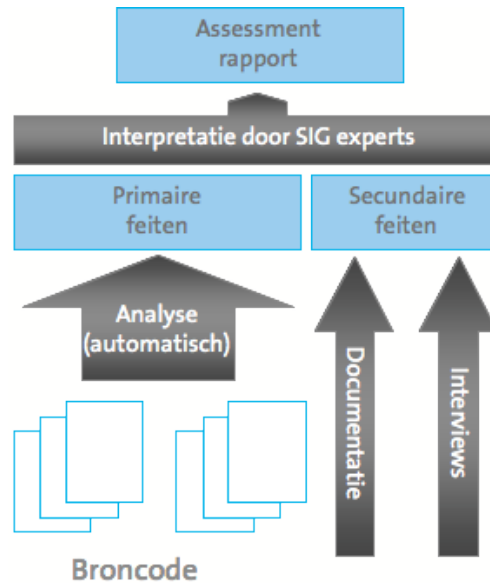 Assessment
rapport
Interpretatie door SIG experts
Primaire
feiten
Secundaire
feiten
Analyse
(automatisch)
Documentatie
Interviews
Broncode